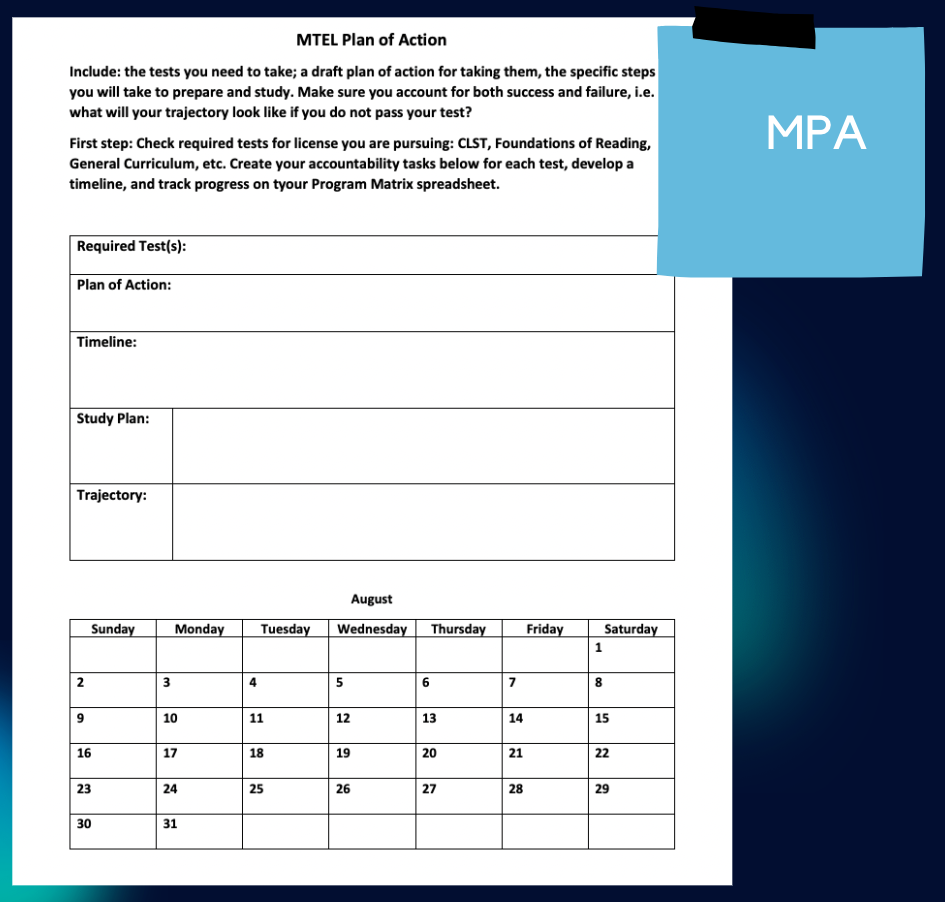 MTEL Plan of Action
MPA
Include: the tests you need to take; a draft plan of action for taking them, the specific steps
you will take to prepare and study. Make sure you account for both success and failure, i.e.
what will your trajectory look like if you do not pass your test?
First step: Check required tests for license you are pursuing: CLST, Foundations of Reading,
General Curriculum, etc. Create your accountability tasks below for each test, develop a
timeline, and track progress on tyour Program Matrix spreadsheet.
Required Test(s):
Plan of Action:
Timeline:
Study Plan:
Trajectory:
August
Sunday Monday Tuesday Wednesday Thursday Friday Saturday
1
2 3 4 5 6 7 8
9 10 11 12 13 14 15
16 17 18 19 20 21 22
23 24 25 26 27 28 29
30 31